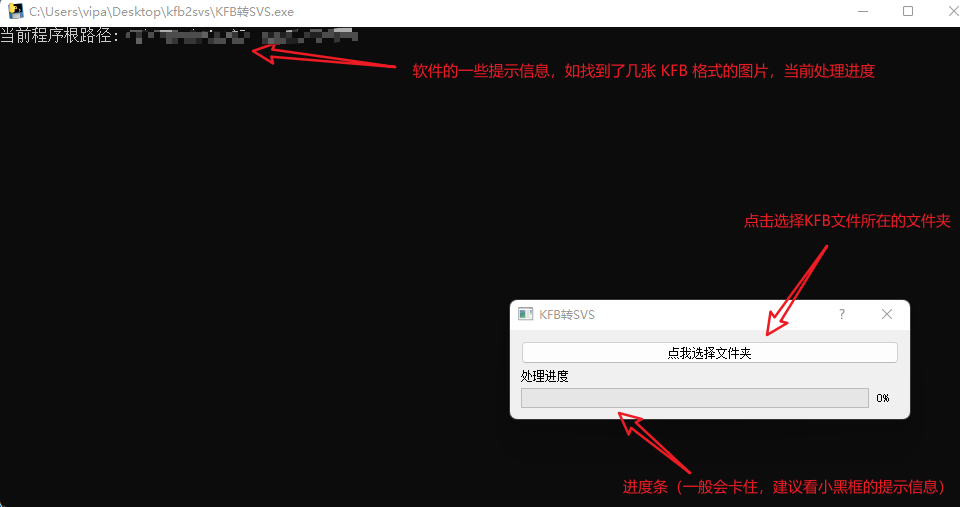 C:\Users\vipa\Desktop\kfb2svs\KFB转SVS.exe
当前程序根路径：
软件的一些提示信息，如找到了几张 KFB 格式的图片，当前处理进度
点击选择KFB文件所在的文件夹
KFB转SVS
点我选择文件夹
处理进度
0%
进度条（一般会卡住，建议看小黑框的提示信息）